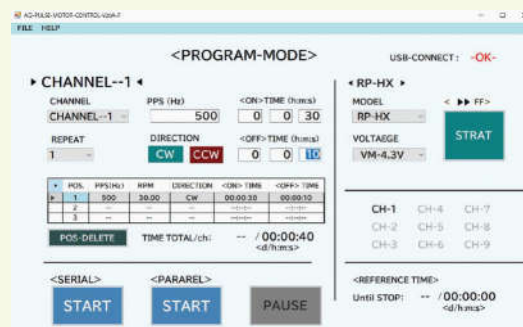 AQ-PULSE-MOTOR-CONTROL-
FILE HELP
<PROGRAM-MODE>
USB-CONNECT : -OK-
CHANNEL--1
CHANNEL
CHANNEL--1
PPS (Hz)
500
<ON>TIME (h:m:s)
0 0 30
REPEAT
1
DIRECTION
CW CCW
<OFF>TIME (h:m:s)
0 0 10
POS. PPS(Hz) RPM DIRECTION <ON> TIME <OFF> TIME
1 500 30.00 CW 00:00:30 00:00:10
2 -- -- -- --:--:-- --:--:--
3 -- -- -- --:--:-- --:--:--
POS-DELETE
TIME TOTAL/ch: -- / 00:00:40
<d/h:m:s>
<SERIAL>
START
<PARAREL>
START
PAUSE
RP-HX
MODEL
RP-HX
< ▶▶ FF>
STRAT
VOLTAEGE
VM-4.3V
CH-1 CH-4 CH-7
CH-2 CH-5 CH-8
CH-3 CH-6 CH-9
<REFERENCE TIME>
Until STOP: -- / 00:00:00
<d/h:m:s>